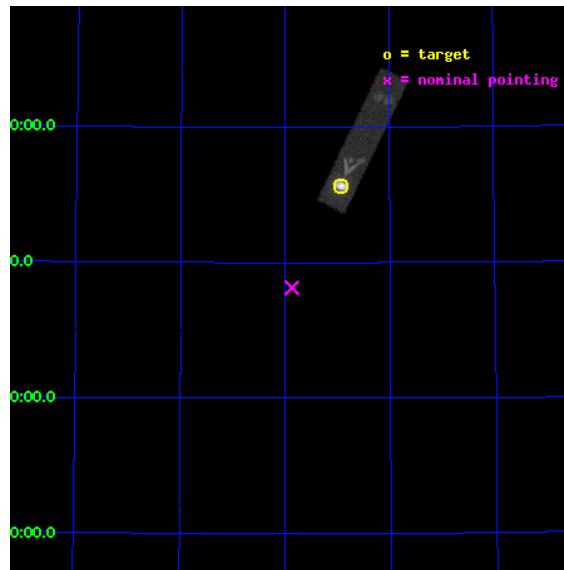 o = target
x = nominal pointing
0:00.0
0.0
0:00.0
0:00.0